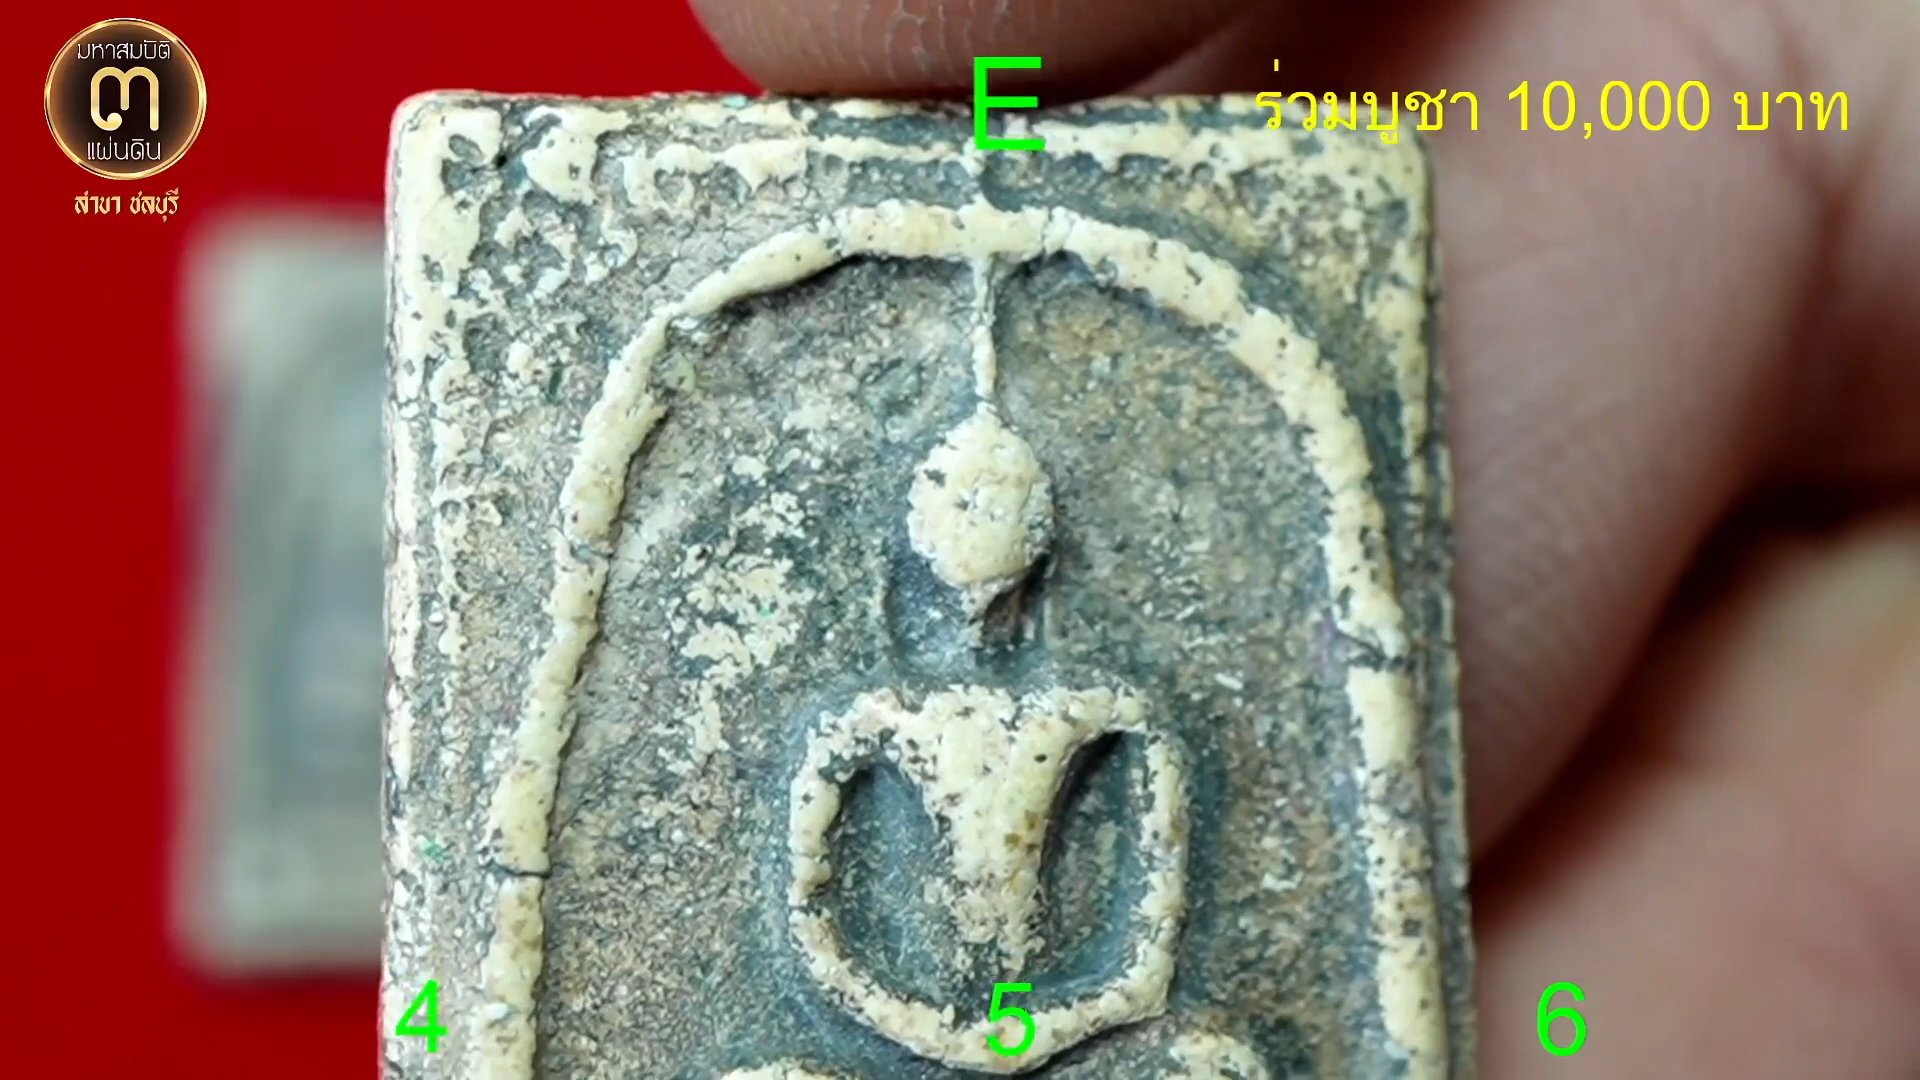 มหาสมบัติ
๓
แผ่นดิน
สาขา ชลบุรี
E
ร่วมบูชา 10,000 บาท
4
5
6